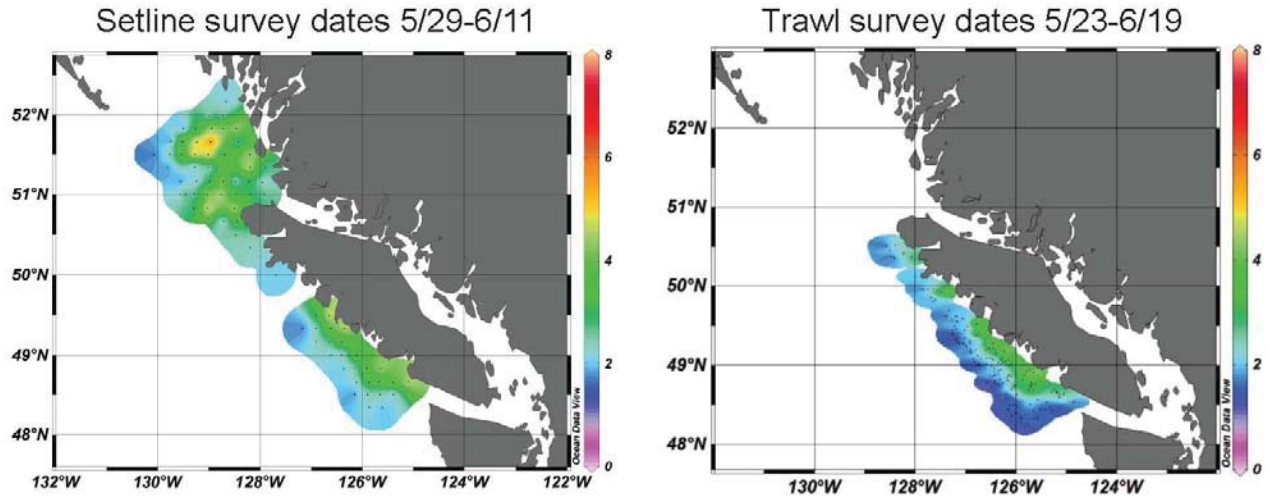 Setline survey dates 5/29-6/11
Trawl survey dates 5/23-6/19
52°N
51°N
50°N
49°N
48°N
132°W 130°W 128°W 126°W 124°W 122°W
8
6
4
2
0
Ocean Data View
52°N
51°N
50°N
49°N
48°N
130°W 128°W 126°W 124°W
8
6
4
2
0
Ocean Data View